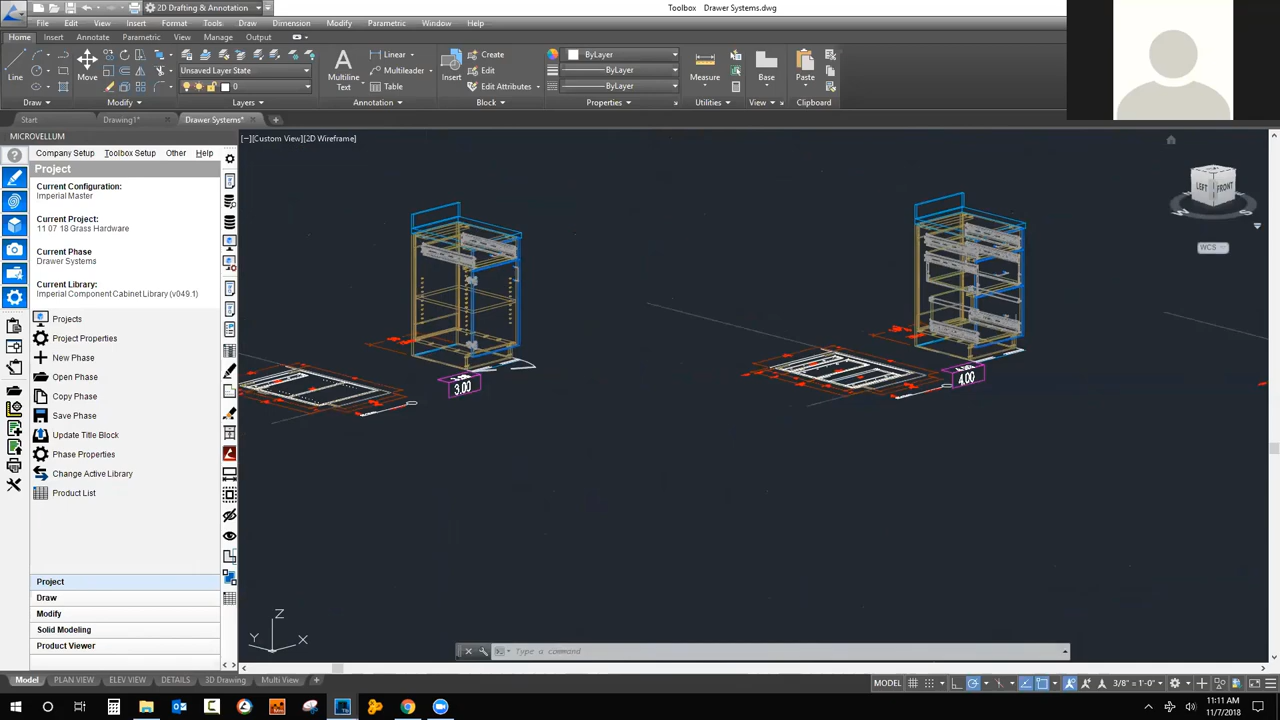 2D Drafting & Annotation
Toolbox Drawer Systems.dwg
File Edit View Insert Format Tools Draw Dimension Modify Parametric Window Help
Home Insert Annotate Parametric View Manage Output
Line
Move
Unsaved Layer State
0
Multiline
Text
Linear
Multileader
Table
Insert
Create
Edit
Edit Attributes
ByLayer
ByLayer
ByLayer
Measure
Base
Paste
Draw
Modify
Layers
Annotation
Block
Properties
Utilities
View
Clipboard
Start
Drawing1*
Drawer Systems*
MICROVELLUM
Company Setup Toolbox Setup Other Help
Project
Current Configuration:
Imperial Master
Current Project:
11 07 18 Grass Hardware
Current Phase
Drawer Systems
Current Library:
Imperial Component Cabinet Library (v049.1)
Projects
Project Properties
New Phase
Open Phase
Copy Phase
Save Phase
Update Title Block
Phase Properties
Change Active Library
Product List
Project
Draw
Modify
Solid Modeling
Product Viewer
[−][Custom View][2D Wireframe]
LEFT
FRONT
W
S
WCS
3.00
4.00
Z
Y
X
Type a command
Model PLAN VIEW ELEV VIEW DETAILS 3D Drawing Multi View
MODEL
3/8" = 1'-0"
11:11 AM
11/7/2018